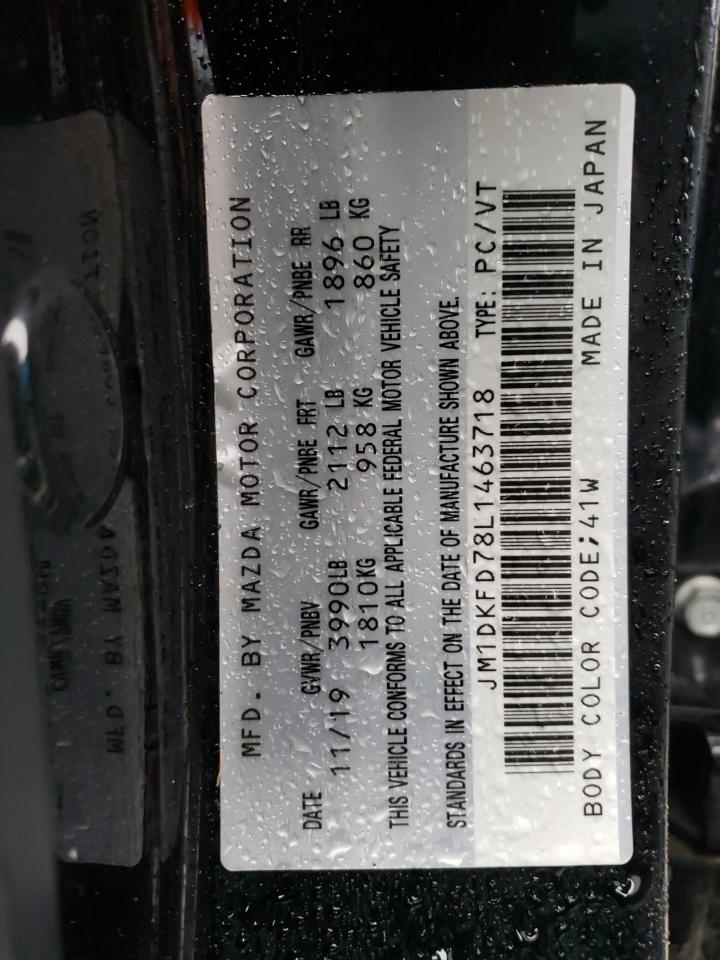 MFD. BY MAZDA MOTOR CORPORATION
DATE GVWR/PNBV GAWR/PNBE FRT GAWR/PNBE RR
11/19 3990LB 2112 LB 1896 LB
1810KG 958 KG 860 KG
THIS VEHICLE CONFORMS TO ALL APPLICABLE FEDERAL MOTOR VEHICLE SAFETY
STANDARDS IN EFFECT ON THE DATE OF MANUFACTURE SHOWN ABOVE.
JM1DKFD78L1463718 TYPE: PC/VT
BODY COLOR CODE;41W MADE IN JAPAN